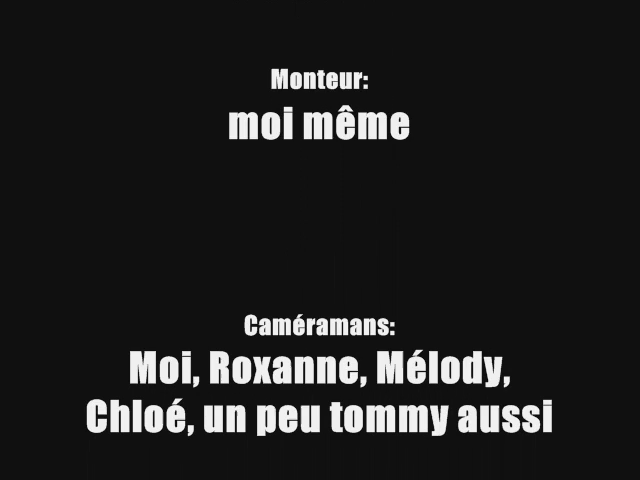 Monteur:
moi même
Caméramans:
Moi, Roxanne, Mélody,
Chloé, un peu tommy aussi